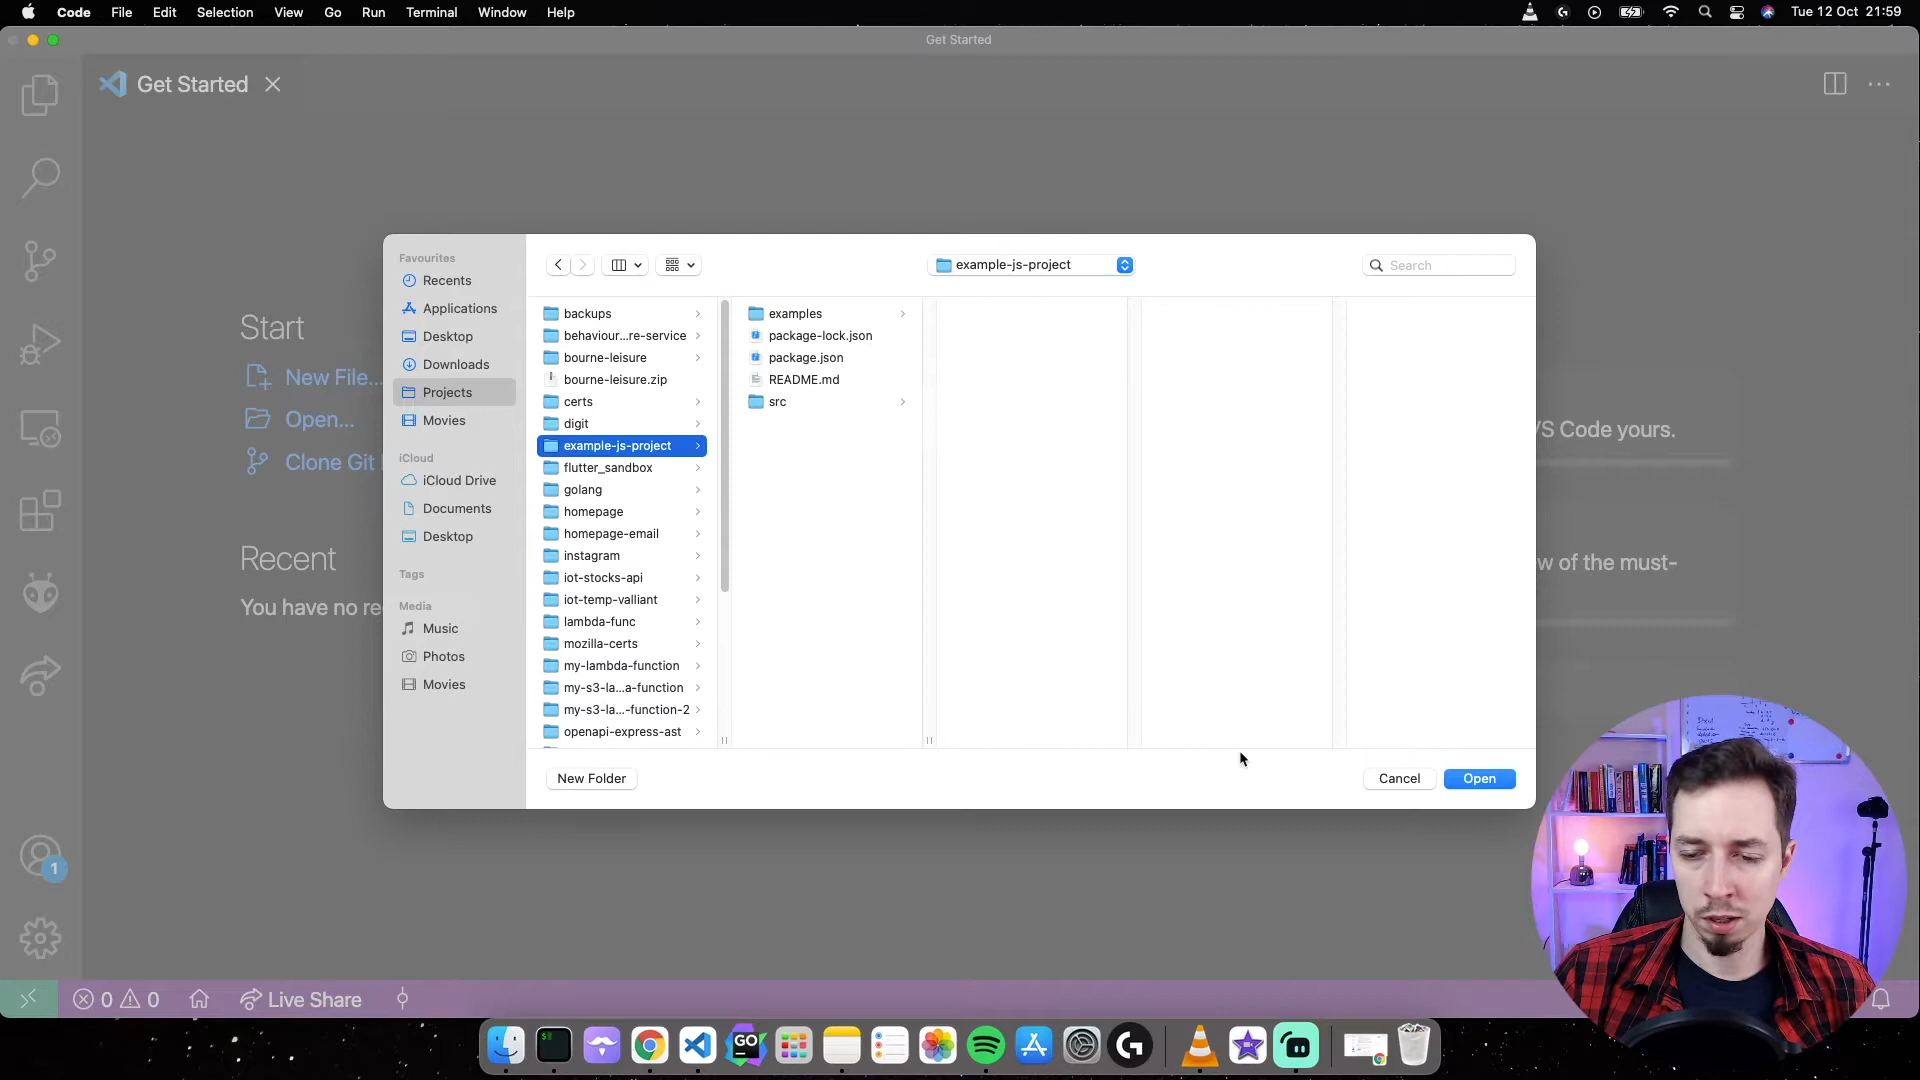 Code File Edit Selection View Go Run Terminal Window Help
Tue 12 Oct 21:59
Get Started
Get Started
Start
New File...
Open...
Clone Git
Recent
You have no re
VS Code yours.
w of the must-
Favourites
Recents
Applications
Desktop
Downloads
Projects
Movies
iCloud
iCloud Drive
Documents
Desktop
Tags
Media
Music
Photos
Movies
example-js-project
Search
backups
behaviour...re-service
bourne-leisure
bourne-leisure.zip
certs
digit
example-js-project
flutter_sandbox
golang
homepage
homepage-email
instagram
iot-stocks-api
iot-temp-valliant
lambda-func
mozilla-certs
my-lambda-function
my-s3-la...a-function
my-s3-la...-function-2
openapi-express-ast
examples
package-lock.json
package.json
README.md
src
New Folder
Cancel
Open
1
0 0 Live Share
GO